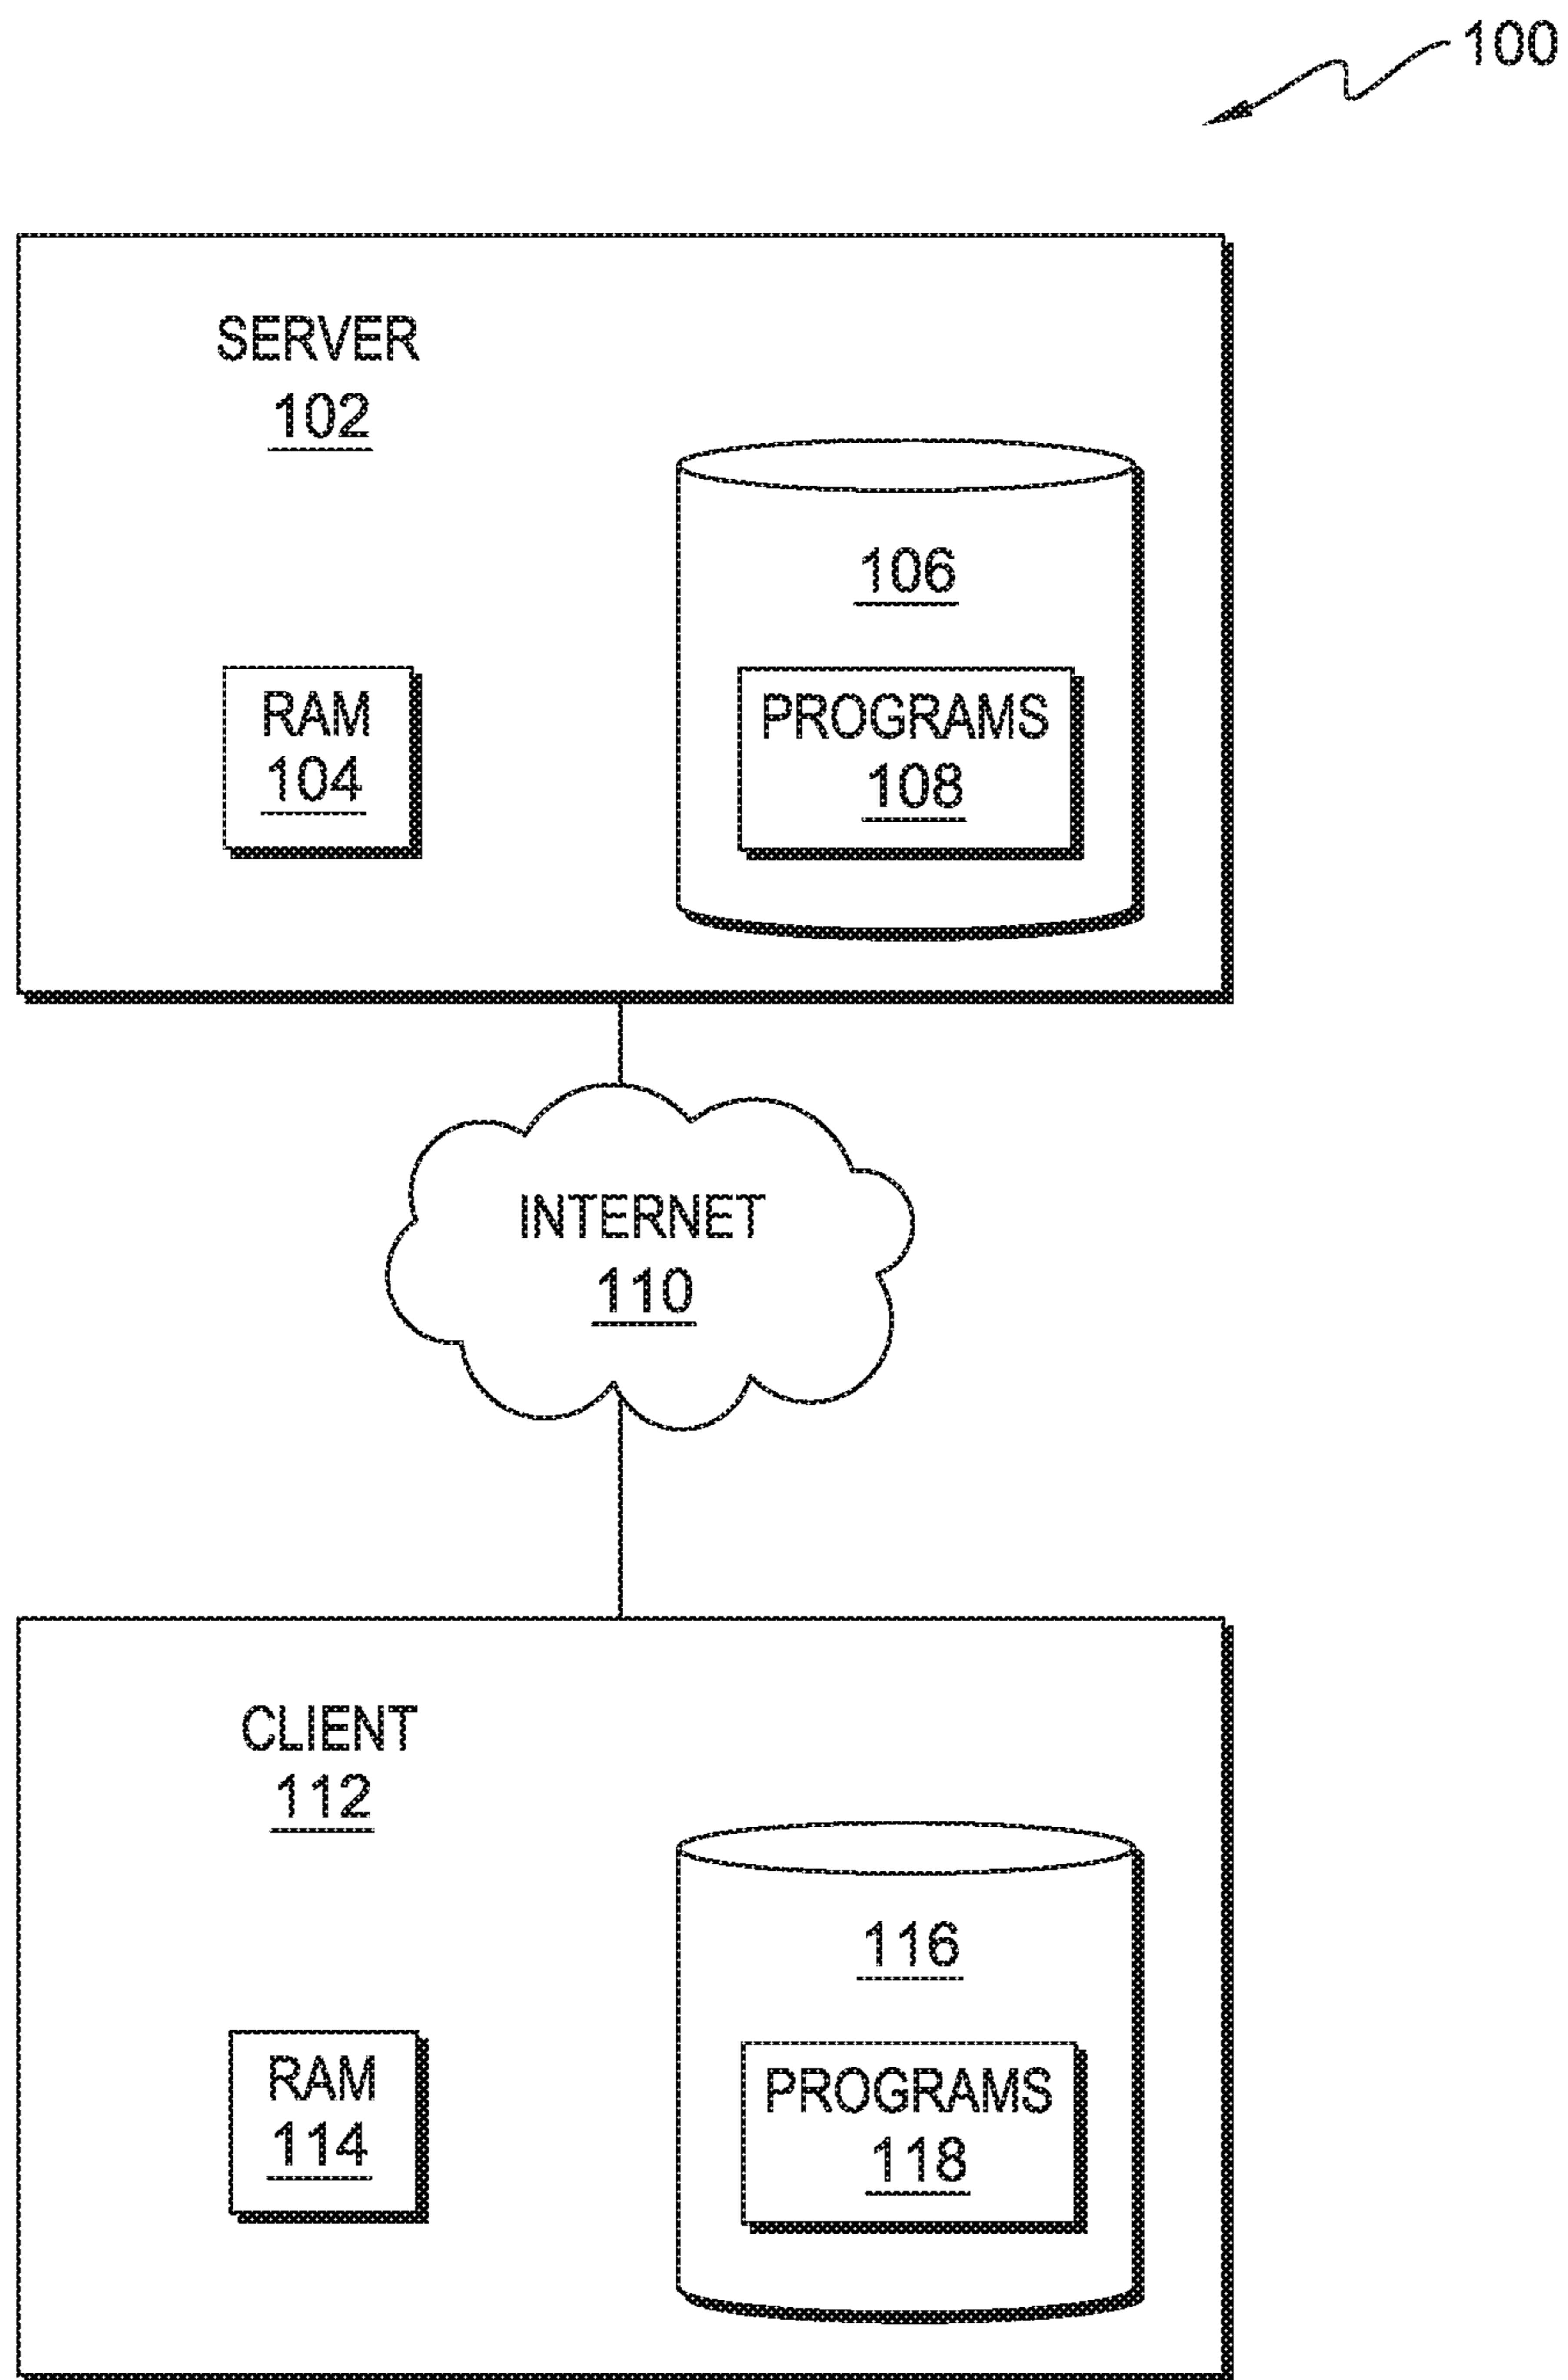 100
SERVER
102
106
RAM
104
PROGRAMS
108
INTERNET
110
CLIENT
112
116
RAM
114
PROGRAMS
118